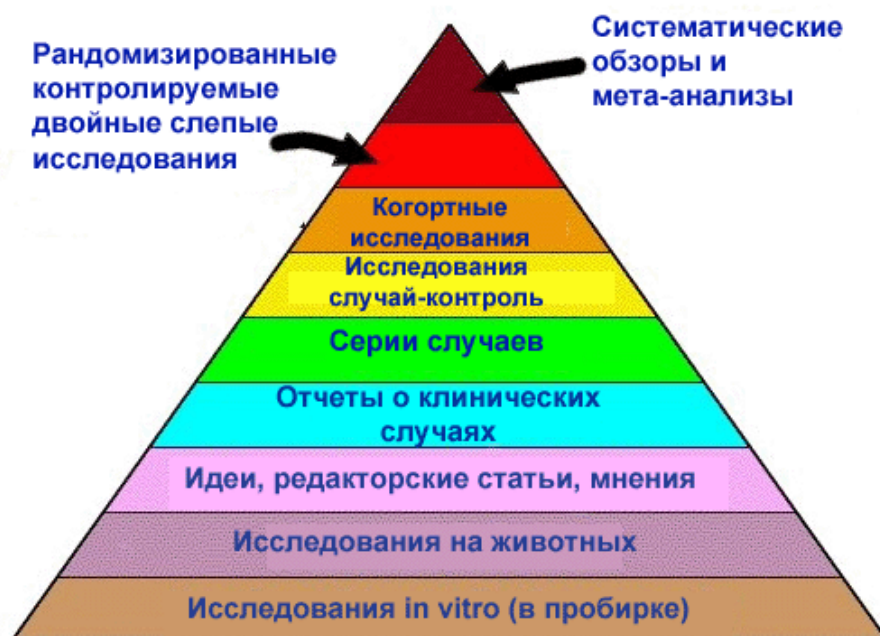 Рандомизированные
контролируемые
двойные слепые
исследования
Систематические
обзоры и
мета-анализы
Когортные
исследования
Исследования
случай-контроль
Серии случаев
Отчеты о клинических
случаях
Идеи, редакторские статьи, мнения
Исследования на животных
Исследования in vitro (в пробирке)